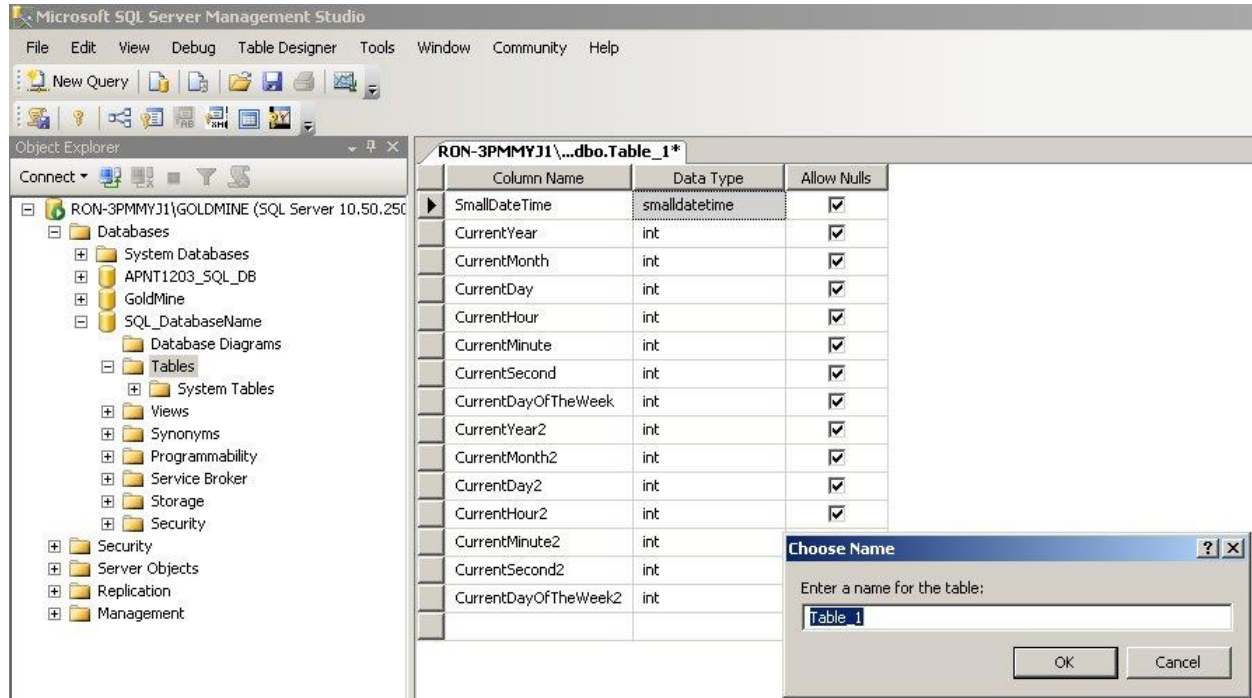 Microsoft SQL Server Management Studio
File Edit View Debug Table Designer Tools Window Community Help
New Query
Object Explorer
Connect
RON-3PMMYJ1\GOLDMINE (SQL Server 10.50.250
Databases
System Databases
APNT1203_SQL_DB
GoldMine
SQL_DatabaseName
Database Diagrams
Tables
System Tables
Views
Synonyms
Programmability
Service Broker
Storage
Security
Security
Server Objects
Replication
Management
RON-3PMMYJ1\...dbo.Table_1*
Column Name Data Type Allow Nulls
SmallDateTime smalldatetime
CurrentYear int
CurrentMonth int
CurrentDay int
CurrentHour int
CurrentMinute int
CurrentSecond int
CurrentDayOfTheWeek int
CurrentYear2 int
CurrentMonth2 int
CurrentDay2 int
CurrentHour2 int
CurrentMinute2 int
CurrentSecond2 int
CurrentDayOfTheWeek2 int
Choose Name
Enter a name for the table:
Table_1
OK Cancel